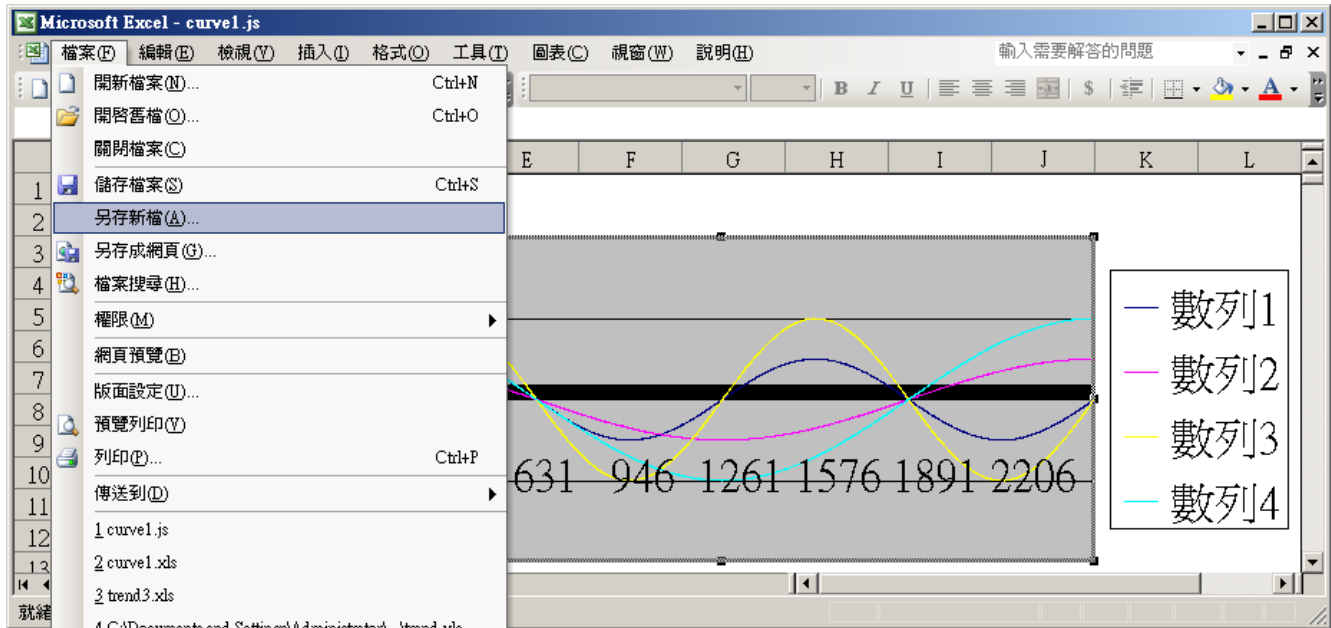 Microsoft Excel - curve1.js
檔案(F) 編輯(E) 檢視(V) 插入(I) 格式(O) 工具(T) 圖表(C) 視窗(W) 說明(H) 輸入需要解答的問題
開新檔案(N)... Ctrl+N
B I U $ A
開啓舊檔(O)... Ctrl+O
關閉檔案(C)
E F G H I J K L
儲存檔案(S) Ctrl+S
1
另存新檔(A)...
2
另存成網頁(G)...
3
檔案搜尋(H)...
4
權限(M)
5
數列1
網頁預覽(B)
6
數列2
版面設定(U)...
7
預覽列印(V)
8
數列3
列印(P)... Ctrl+P
9
631 946 1261 1576 1891 2206
10
傳送到(D)
11
數列4
1 curve1.js
12
2 curve1.xls
13
3 trend3.xls
就緒